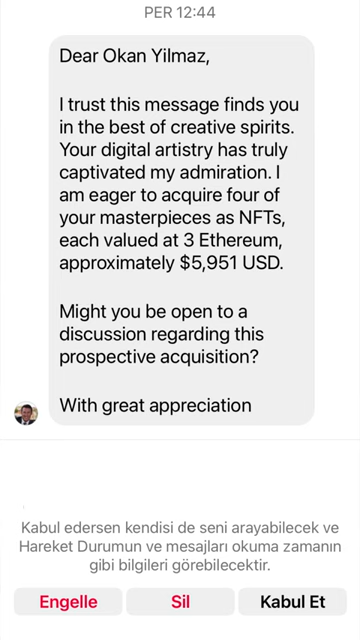 PER 12:44
Dear Okan Yilmaz,
I trust this message finds you
in the best of creative spirits.
Your digital artistry has truly
captivated my admiration. I
am eager to acquire four of
your masterpieces as NFTs,
each valued at 3 Ethereum,
approximately $5,951 USD.
Might you be open to a
discussion regarding this
prospective acquisition?
With great appreciation
Kabul edersen kendisi de seni arayabilecek ve
Hareket Durumun ve mesajları okuma zamanın
gibi bilgileri görebilecektir.
Engelle
Sil
Kabul Et